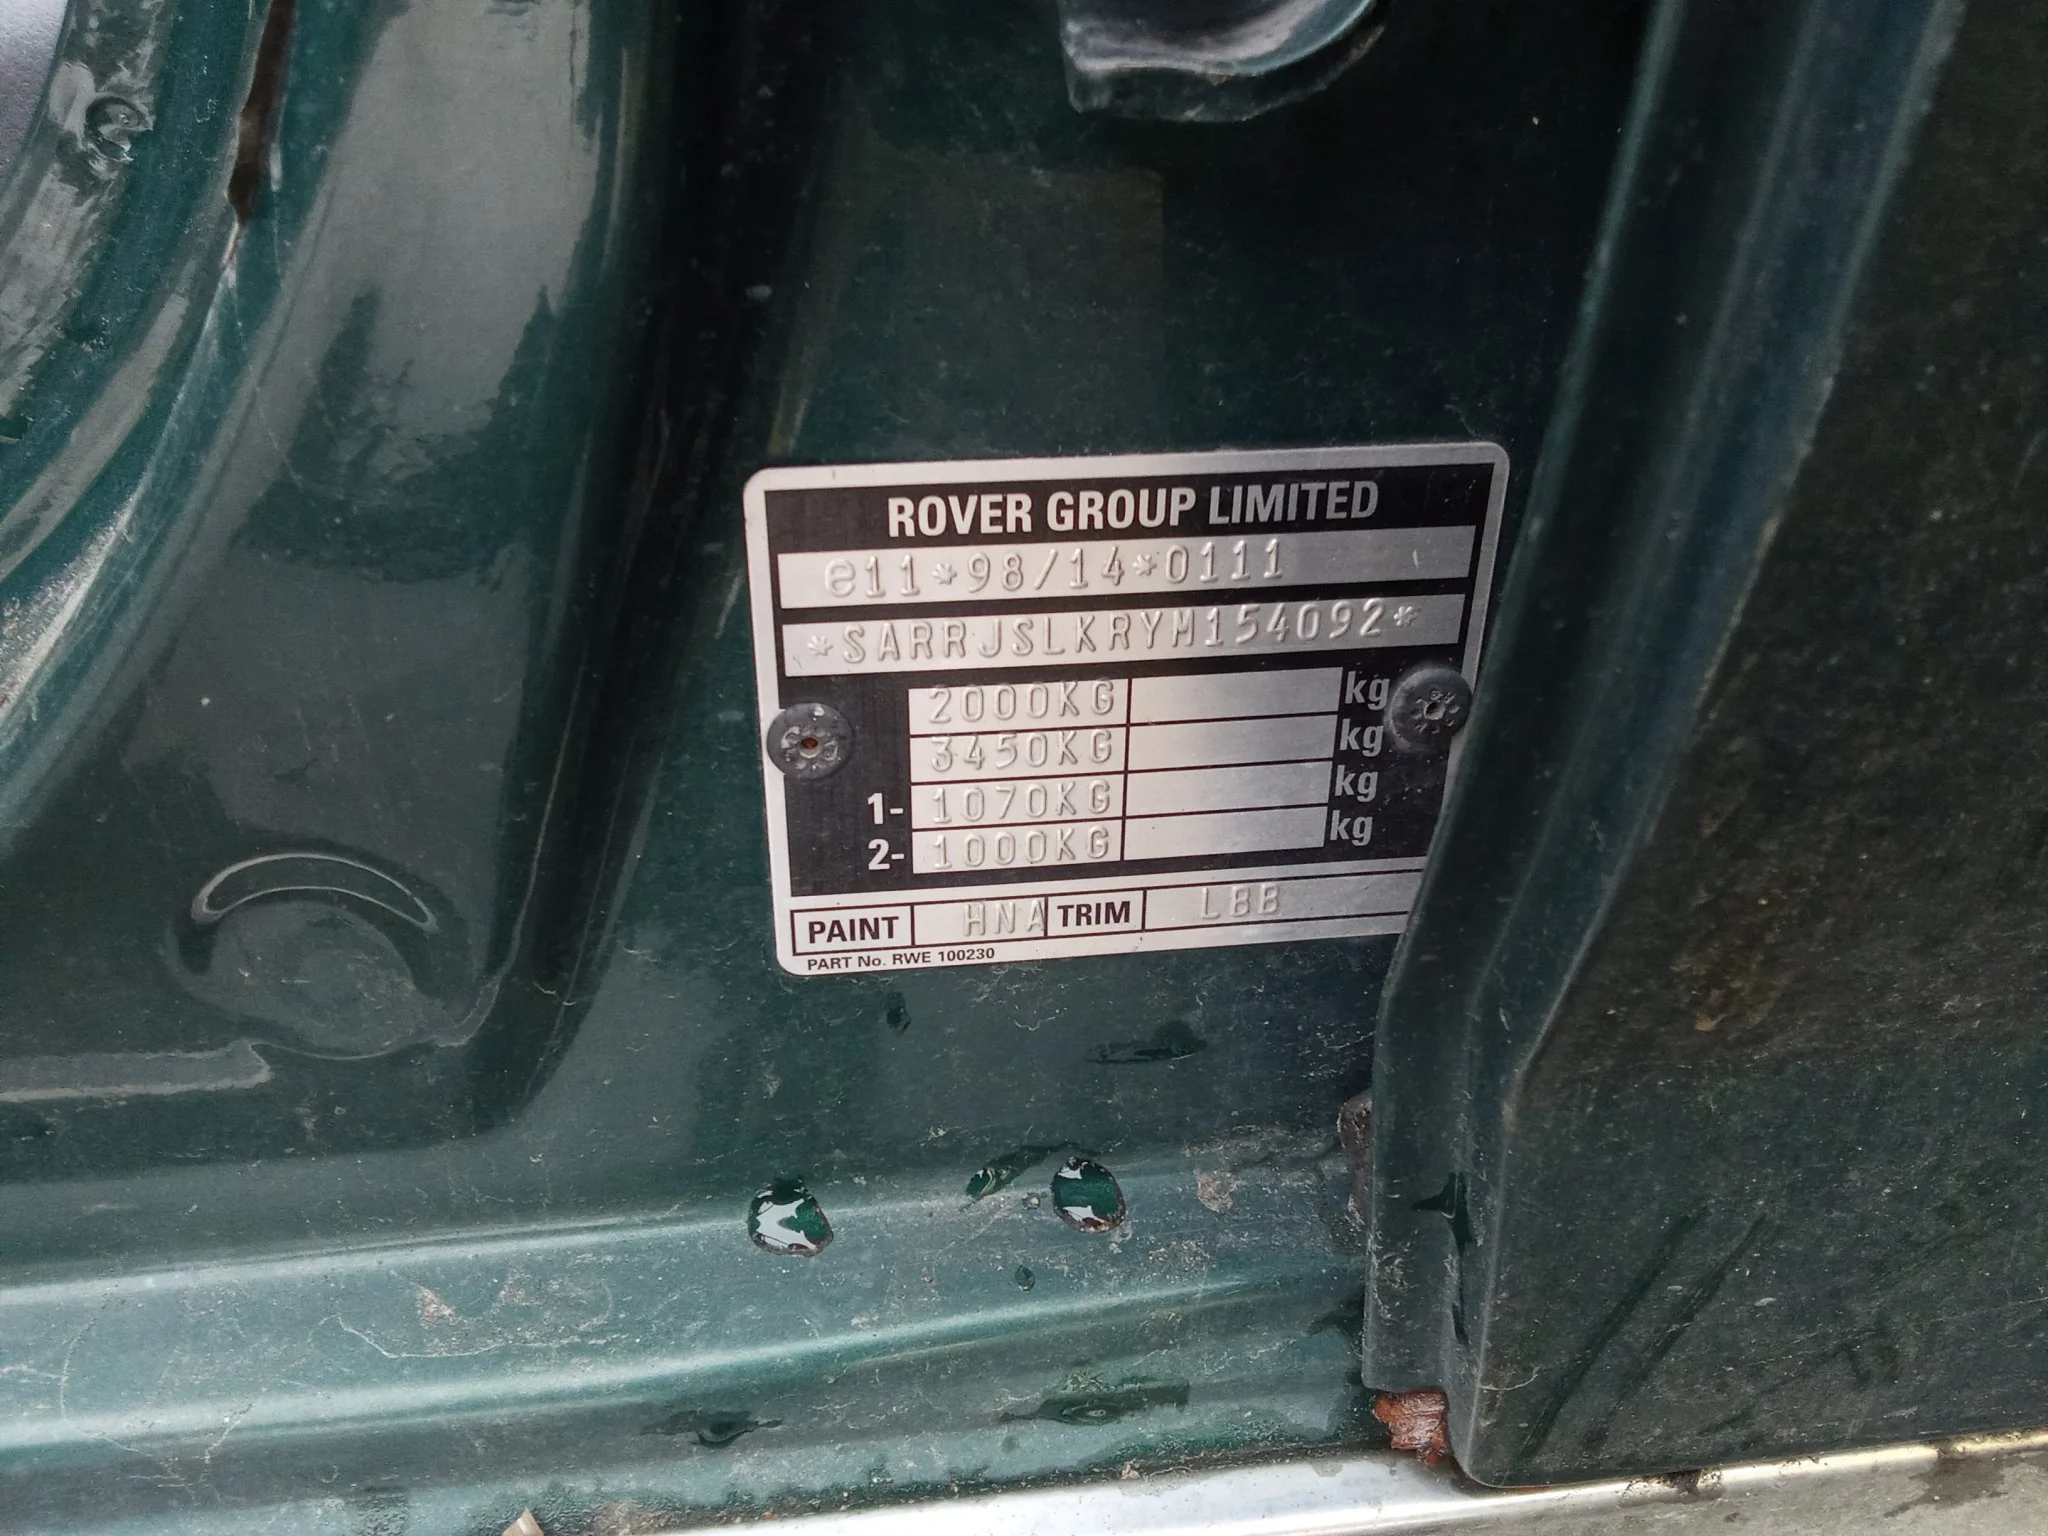 ROVER GROUP LIMITED
e11*98/14*0111
*SARRJSLKRYM154092*
2000KG kg
3450KG kg
1- 1070KG kg
2- 1000KG kg
PAINT HNA TRIM LBB
PART No. RWE 100230